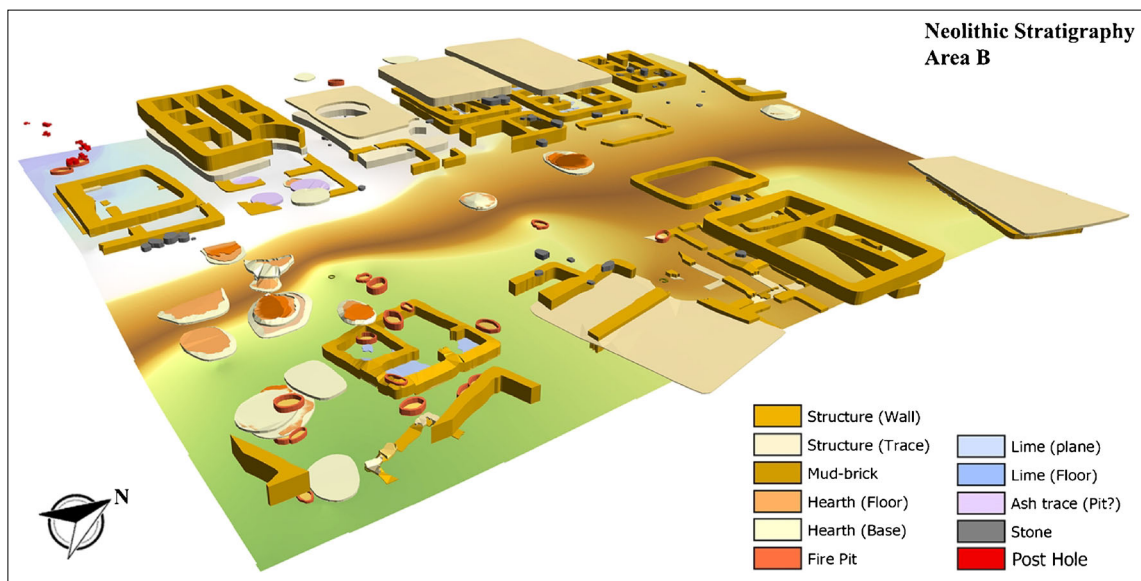 Neolithic Stratigraphy
Area B
N
Structure (Wall)
Structure (Trace)
Mud-brick
Hearth (Floor)
Hearth (Base)
Fire Pit
Lime (plane)
Lime (Floor)
Ash trace (Pit?)
Stone
Post Hole